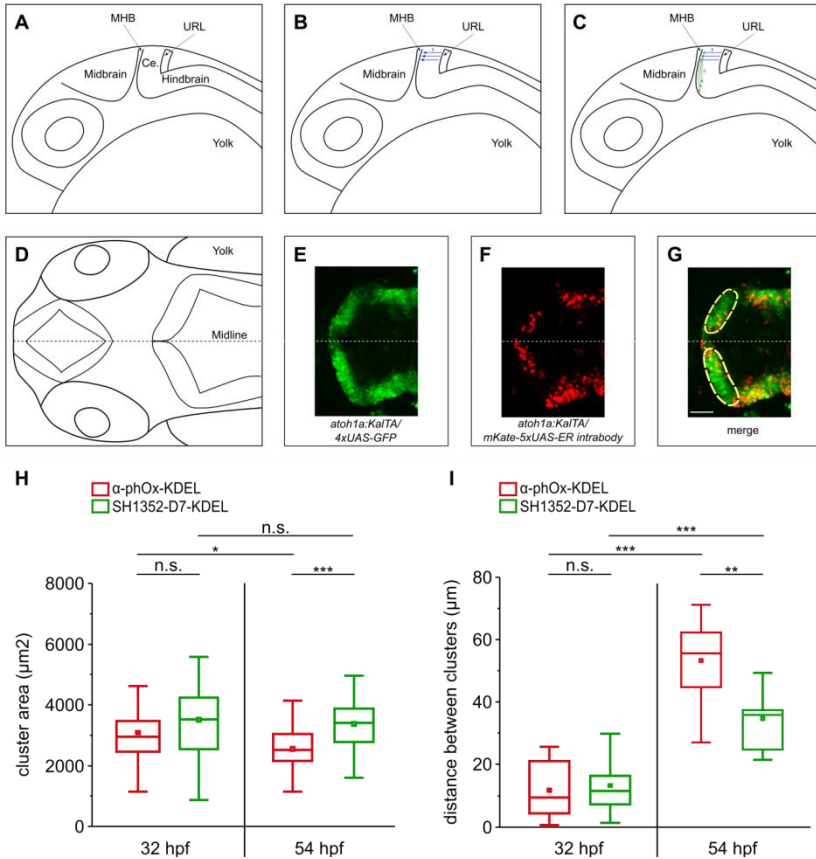 A
MHB
URL
Ce.
Midbrain
Hindbrain
Yolk
B
MHB
URL
Midbrain
Hindbrain
Yolk
C
MHB
URL
Midbrain
Hindbrain
Yolk
D
Yolk
Midline
E
atoh1a:KalTA/
4xUAS-GFP
F
atoh1a:KalTA/
mKate-5xUAS-ER intrabody
G
merge
H
α-phOx-KDEL
SH1352-D7-KDEL
n.s.
*
n.s.
***
8000
6000
4000
2000
0
cluster area (µm2)
32 hpf
54 hpf
I
α-phOx-KDEL
SH1352-D7-KDEL
***
***
n.s.
**
80
60
40
20
0
distance between clusters (µm)
32 hpf
54 hpf